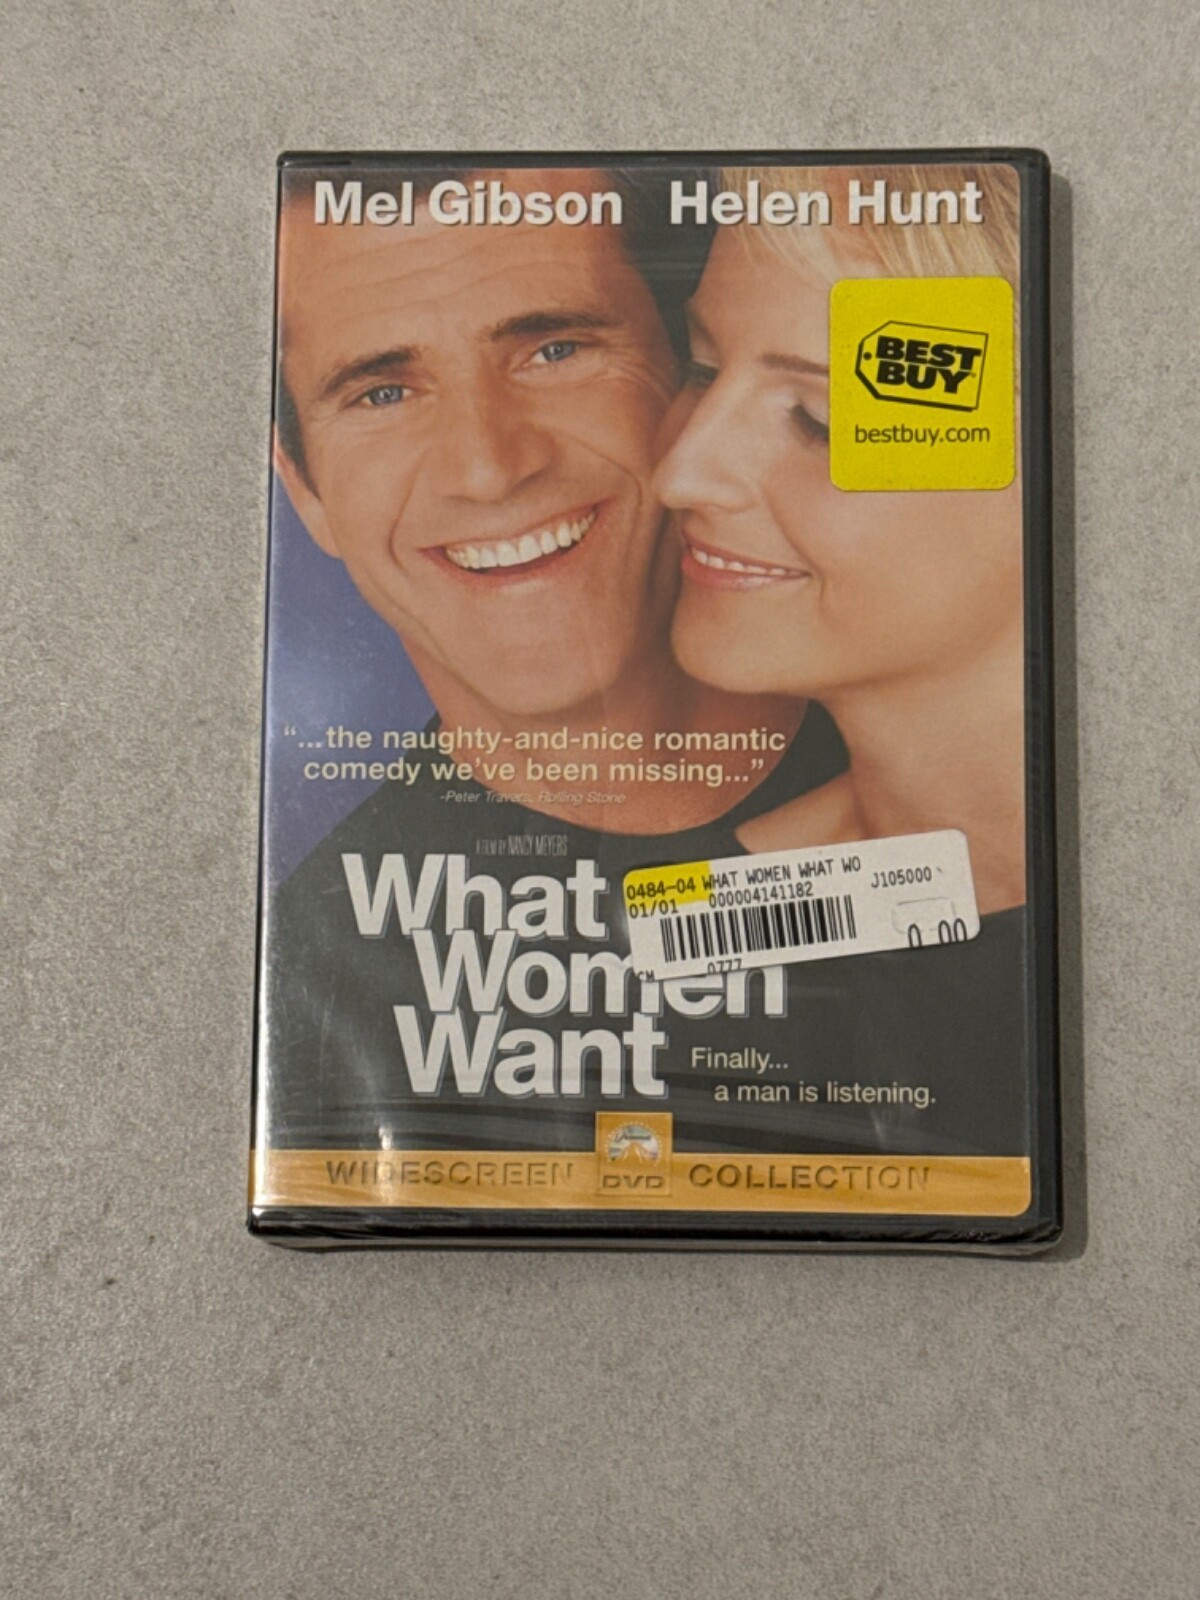 Mel Gibson Helen Hunt
BEST
BUY
bestbuy.com
"...the naughty-and-nice romantic
comedy we've been missing..."
-Peter Travers, Rolling Stone
A FILM BY NANCY MEYERS
What
Women
Want
0484-04 WHAT WOMEN WHAT WO J105000
01/01 000004141182
0.00
CM 0777
Finally...
a man is listening.
WIDESCREEN DVD COLLECTION